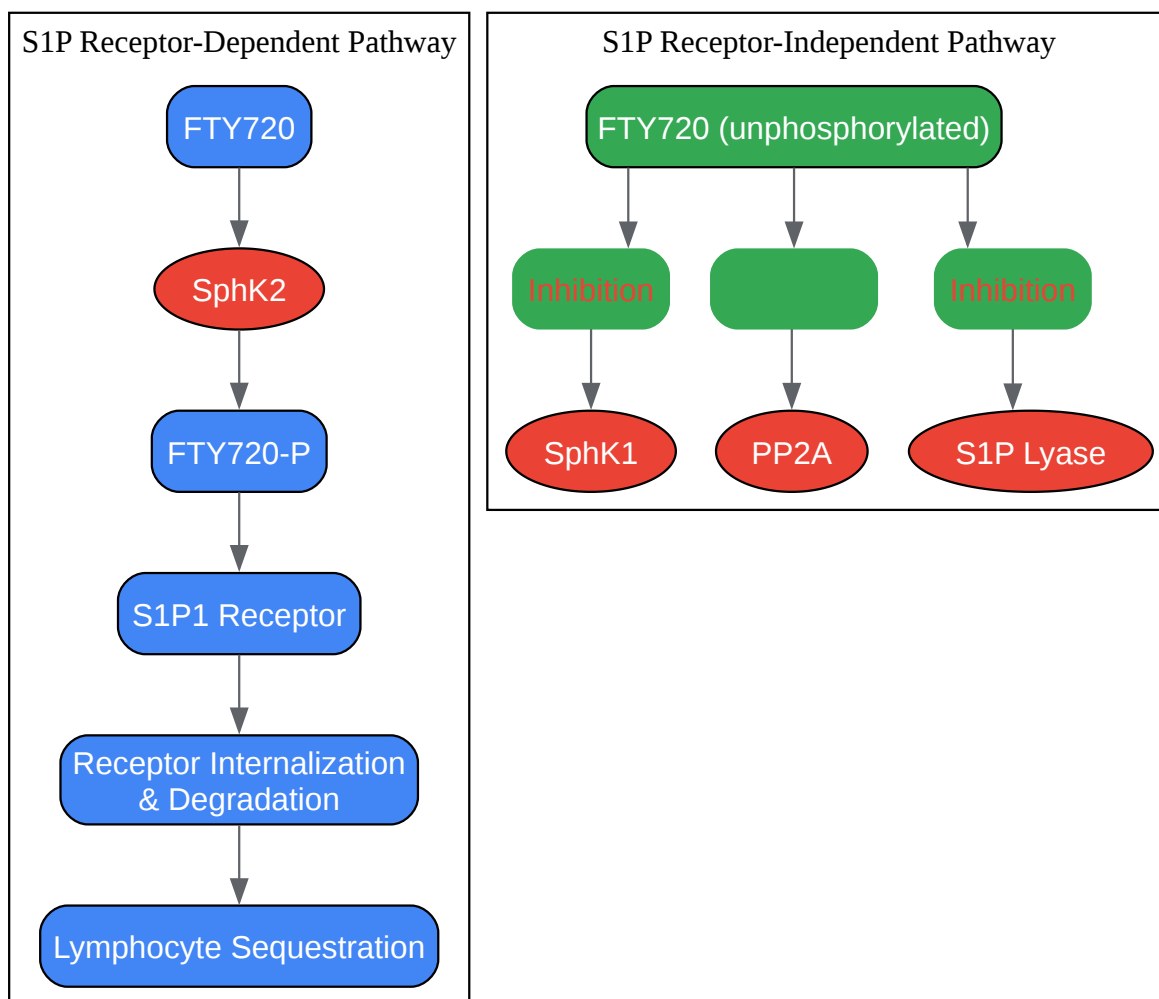 S1P Receptor-Dependent Pathway
FTY720
SphK2
FTY720-P
S1P1 Receptor
Receptor Internalization
& Degradation
Lymphocyte Sequestration
S1P Receptor-Independent Pathway
FTY720 (unphosphorylated)
Inhibition
Inhibition
SphK1
PP2A
S1P Lyase